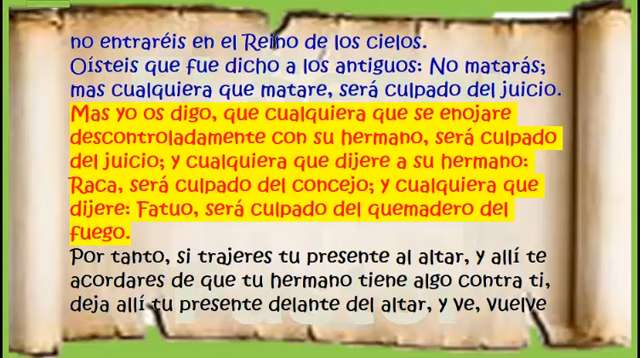 no entraréis en el Reino de los cielos.
Oísteis que fue dicho a los antiguos: No matarás;
mas cualquiera que matare, será culpado del juicio.
Mas yo os digo, que cualquiera que se enojare
descontroladamente con su hermano, será culpado
del juicio; y cualquiera que dijere a su hermano:
Raca, será culpado del concejo; y cualquiera que
dijere: Fatuo, será culpado del quemadero del
fuego.
Por tanto, si trajeres tu presente al altar, y allí te
acordares de que tu hermano tiene algo contra ti,
deja allí tu presente delante del altar, y ve, vuelve